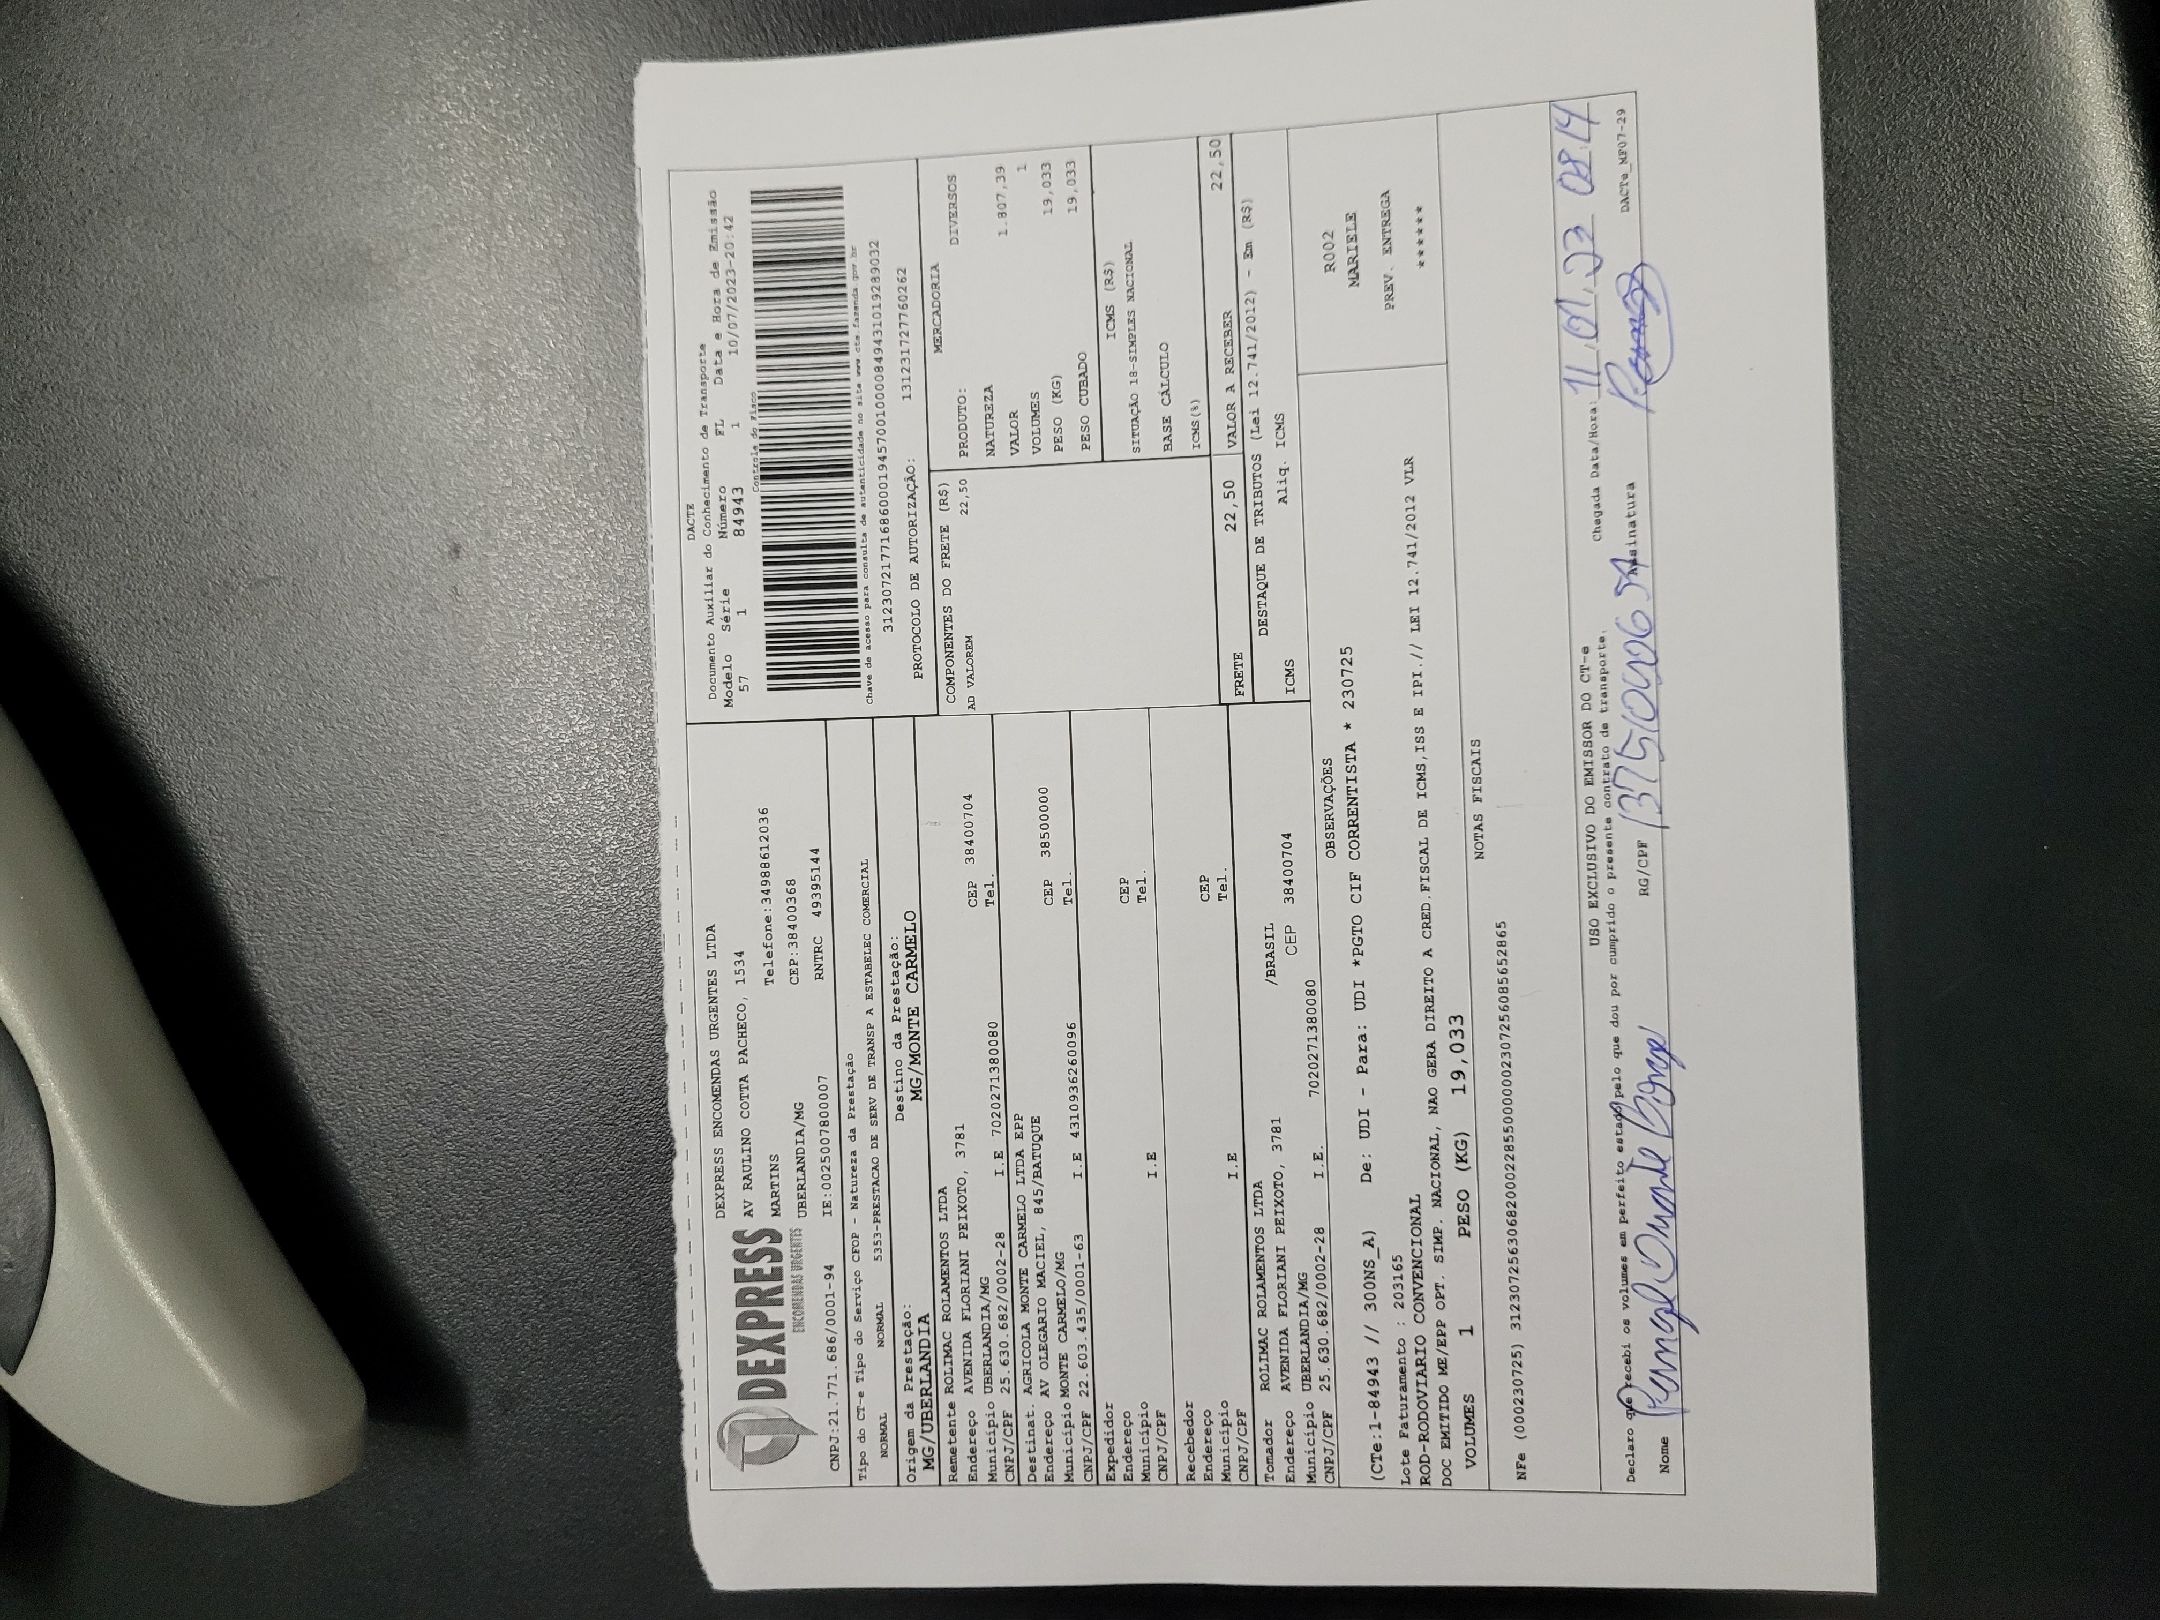 DEXPRESS
ENCOMENDAS URGENTES
DEXPRESS ENCOMENDAS URGENTES LTDA
AV RAULINO COTTA PACHECO, 1534
MARTINS Telefone:34988612036
UBERLANDIA/MG CEP:38400368
CNPJ:21.771.686/0001-94 IE:0025007800007 RNTRC 49395144
DACTE
Documento Auxiliar do Conhecimento de Transporte
Modelo Série Número FL Data e Hora de Emissão
57 1 84943 1 10/07/2023-20:42
Controle do Fisco
Chave de acesso para consulta de autenticidade no site www.cte.fazenda.gov.br
31230721771686000194570010000849431019289032
PROTOCOLO DE AUTORIZAÇÃO: 131231727760262
Tipo do CT-e Tipo do Serviço CFOP - Natureza da Prestação
NORMAL NORMAL 5353-PRESTACAO DE SERV DE TRANSP A ESTABELEC COMERCIAL
Origem da Prestação: Destino da Prestação:
MG/UBERLANDIA MG/MONTE CARMELO
Remetente ROLIMAC ROLAMENTOS LTDA
Endereço AVENIDA FLORIANI PEIXOTO, 3781
Município UBERLANDIA/MG CEP 38400704
CNPJ/CPF 25.630.682/0002-28 I.E 7020271380080 Tel.
Destinat. AGRICOLA MONTE CARMELO LTDA EPP
Endereço AV OLEGARIO MACIEL, 845/BATUQUE
Município MONTE CARMELO/MG CEP 38500000
CNPJ/CPF 22.603.435/0001-63 I.E 4310936260096 Tel.
Expedidor
Endereço
Município CEP
CNPJ/CPF I.E Tel.
Recebedor
Endereço
Município CEP
CNPJ/CPF I.E Tel.
Tomador ROLIMAC ROLAMENTOS LTDA
Endereço AVENIDA FLORIANI PEIXOTO, 3781 /BRASIL
Município UBERLANDIA/MG CEP 38400704
CNPJ/CPF 25.630.682/0002-28 I.E. 7020271380080
COMPONENTES DO FRETE (R$)
AD VALOREM 22,50
FRETE 22,50
MERCADORIA
PRODUTO: DIVERSOS
NATUREZA
VALOR 1.807,39
VOLUMES 1
PESO (KG) 19,033
PESO CUBADO 19,033
ICMS (R$)
SITUAÇÃO 18-SIMPLES NACIONAL
BASE CÁLCULO
ICMS(%)
VALOR A RECEBER 22,50
DESTAQUE DE TRIBUTOS (Lei 12.741/2012) - Em (R$)
ICMS Aliq. ICMS
OBSERVAÇÕES
(CTe:1-84943 // 300NS_A) De: UDI - Para: UDI *PGTO CIF CORRENTISTA * 230725
Lote Faturamento : 203165
ROD-RODOVIARIO CONVENCIONAL
DOC EMITIDO ME/EPP OPT. SIMP. NACIONAL, NAO GERA DIREITO A CRED.FISCAL DE ICMS,ISS E IPI.// LEI 12.741/2012 VLR
R002
MARIELE
PREV. ENTREGA
******
VOLUMES 1 PESO (KG) 19,033
NOTAS FISCAIS
NFe (000230725) 31230725630682000228550000002307256085652865
USO EXCLUSIVO DO EMISSOR DO CT-e
Declaro que recebi os volumes em perfeito estado pelo que dou por cumprido o presente contrato de transporte.
Chegada Data/Hora:
Nome RG/CPF Assinatura
DACTe_MF07-29